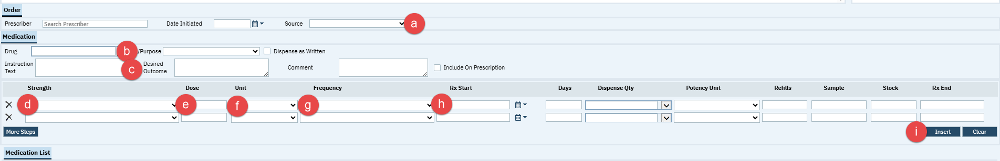 Order
Prescriber Search Prescriber Date Initiated Source a
Medication
Drug b /Purpose Dispense as Written
Instruction Text c Desired Outcome Comment Include On Prescription
Strength Dose Unit Frequency Rx Start Days Dispense Qty Potency Unit Refills Sample Stock Rx End
d e f g h
More Steps i Insert Clear
Medication List